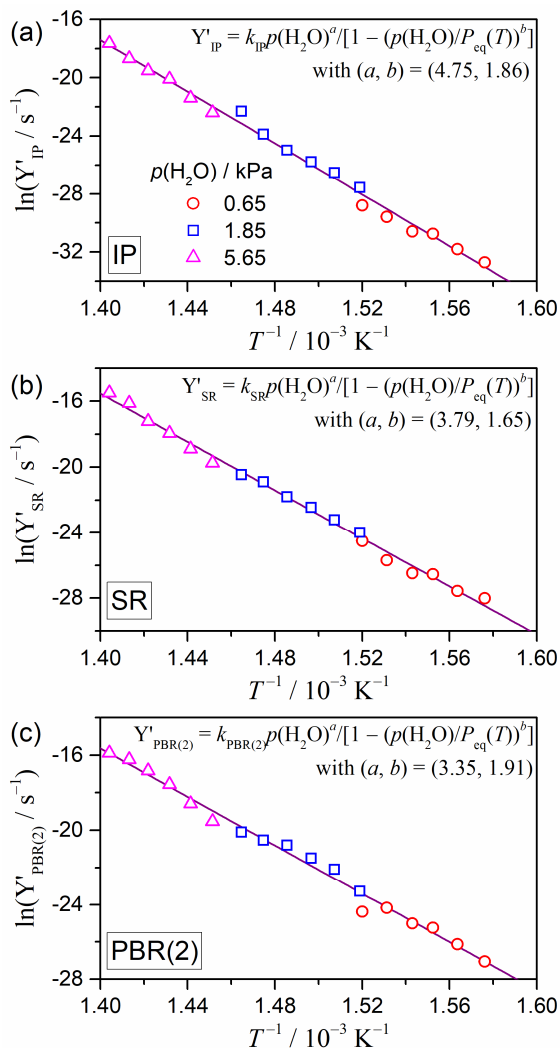 (a)
Y'IP = kIPp(H2O)^a/[1 − (p(H2O)/Peq(T))^b]
with (a, b) = (4.75, 1.86)
-16
-20
-24
-28
-32
ln(Y'IP / s−1)
p(H2O) / kPa
0.65
1.85
5.65
IP
1.40 1.44 1.48 1.52 1.56 1.60
T−1 / 10−3 K−1
(b)
Y'SR = kSRp(H2O)^a/[1 − (p(H2O)/Peq(T))^b]
with (a, b) = (3.79, 1.65)
-16
-20
-24
-28
ln(Y'SR / s−1)
SR
1.40 1.44 1.48 1.52 1.56 1.60
T−1 / 10−3 K−1
(c)
Y'PBR(2) = kPBR(2)p(H2O)^a/[1 − (p(H2O)/Peq(T))^b]
with (a, b) = (3.35, 1.91)
-16
-20
-24
-28
ln(Y'PBR(2) / s−1)
PBR(2)
1.40 1.44 1.48 1.52 1.56 1.60
T−1 / 10−3 K−1